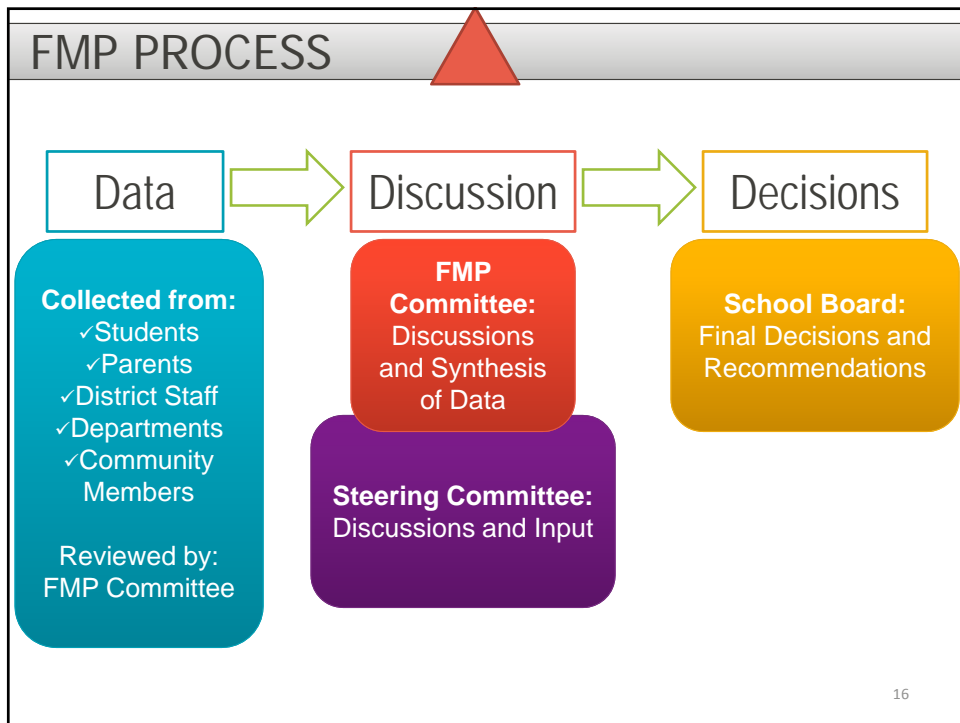 FMP PROCESS
Data
Discussion
Decisions
Collected from:
✓Students
✓Parents
✓District Staff
✓Departments
✓Community
Members
Reviewed by:
FMP Committee
FMP
Committee:
Discussions
and Synthesis
of Data
Steering Committee:
Discussions and Input
School Board:
Final Decisions and
Recommendations
16